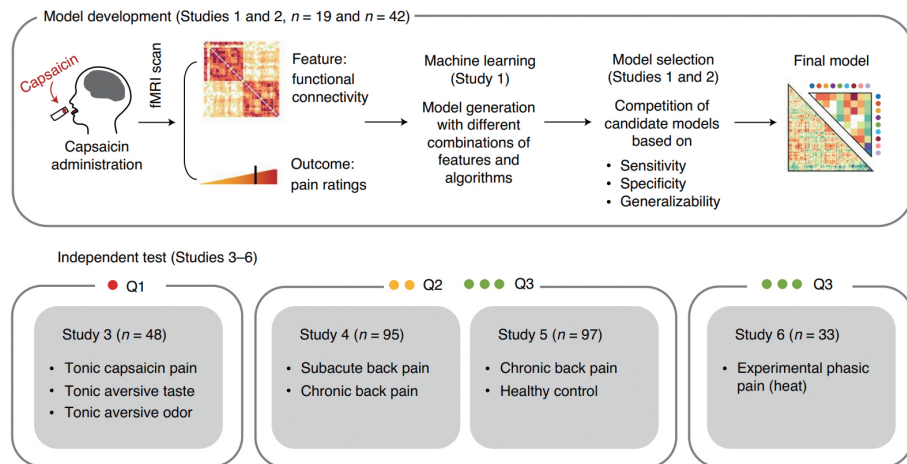 Model development (Studies 1 and 2, n = 19 and n = 42)
Capsaicin
Capsaicin
administration
fMRI scan
Feature:
functional
connectivity
Outcome:
pain ratings
Machine learning
(Study 1)
Model generation
with different
combinations of
features and
algorithms
Model selection
(Studies 1 and 2)
Competition of
candidate models
based on
• Sensitivity
• Specificity
• Generalizability
Final model
Independent test (Studies 3–6)
Q1
Study 3 (n = 48)
• Tonic capsaicin pain
• Tonic aversive taste
• Tonic aversive odor
Q2 Q3
Study 4 (n = 95)
• Subacute back pain
• Chronic back pain
Study 5 (n = 97)
• Chronic back pain
• Healthy control
Q3
Study 6 (n = 33)
• Experimental phasic
pain (heat)